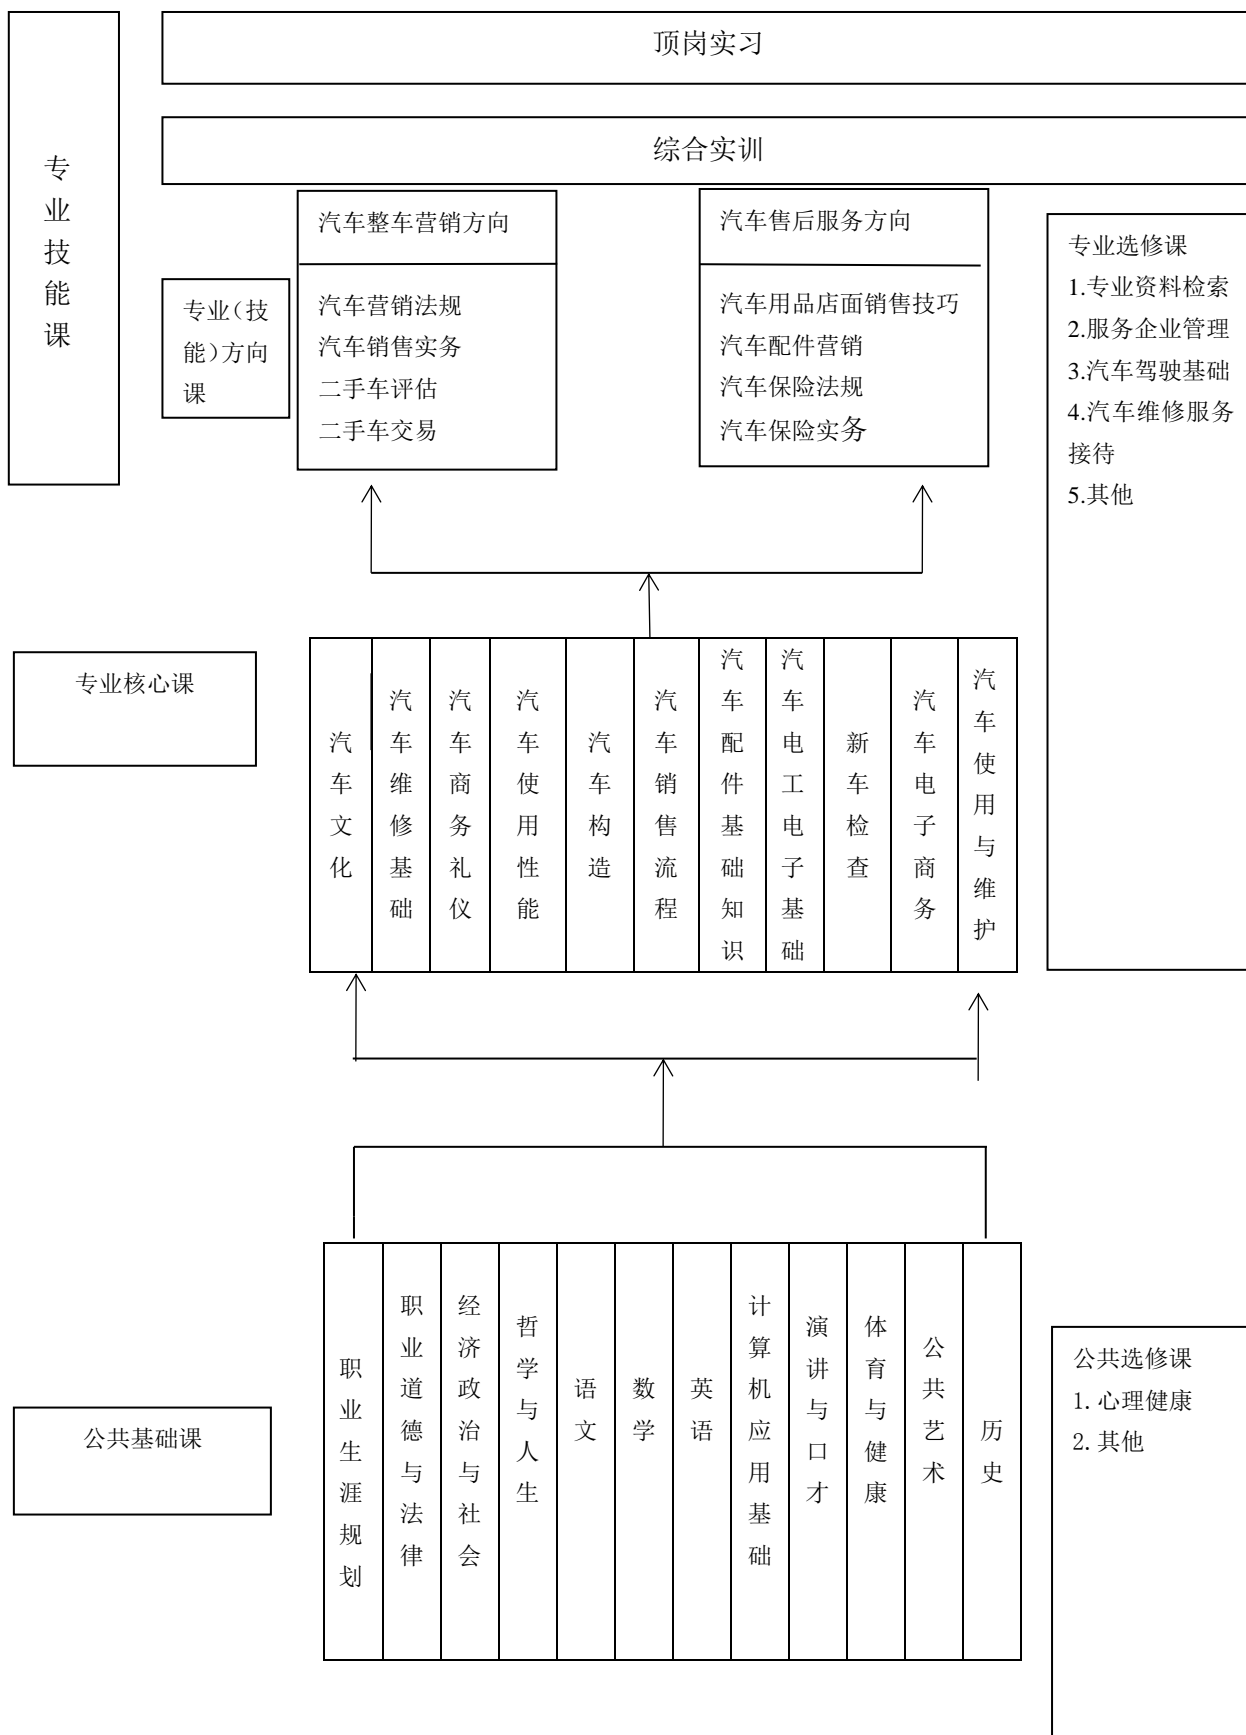 顶岗实习
综合实训
专业技能课
汽车整车营销方向
汽车营销法规
汽车销售实务
二手车评估
二手车交易
汽车售后服务方向
汽车用品店面销售技巧
汽车配件营销
汽车保险法规
汽车保险实务
专业（技
能）方向
课
专业选修课
1.专业资料检索
2.服务企业管理
3.汽车驾驶基础
4.汽车维修服务
接待
5.其他
专业核心课
汽车文化
汽车维修基础
汽车商务礼仪
汽车使用性能
汽车构造
汽车销售流程
汽车配件基础知识
汽车电工电子基础
新车检查
汽车电子商务
汽车使用与维护
公共基础课
职业生涯规划
职业道德与法律
经济政治与社会
哲学与人生
语文
数学
英语
计算机应用基础
演讲与口才
体育与健康
公共艺术
历史
公共选修课
1.心理健康
2.其他